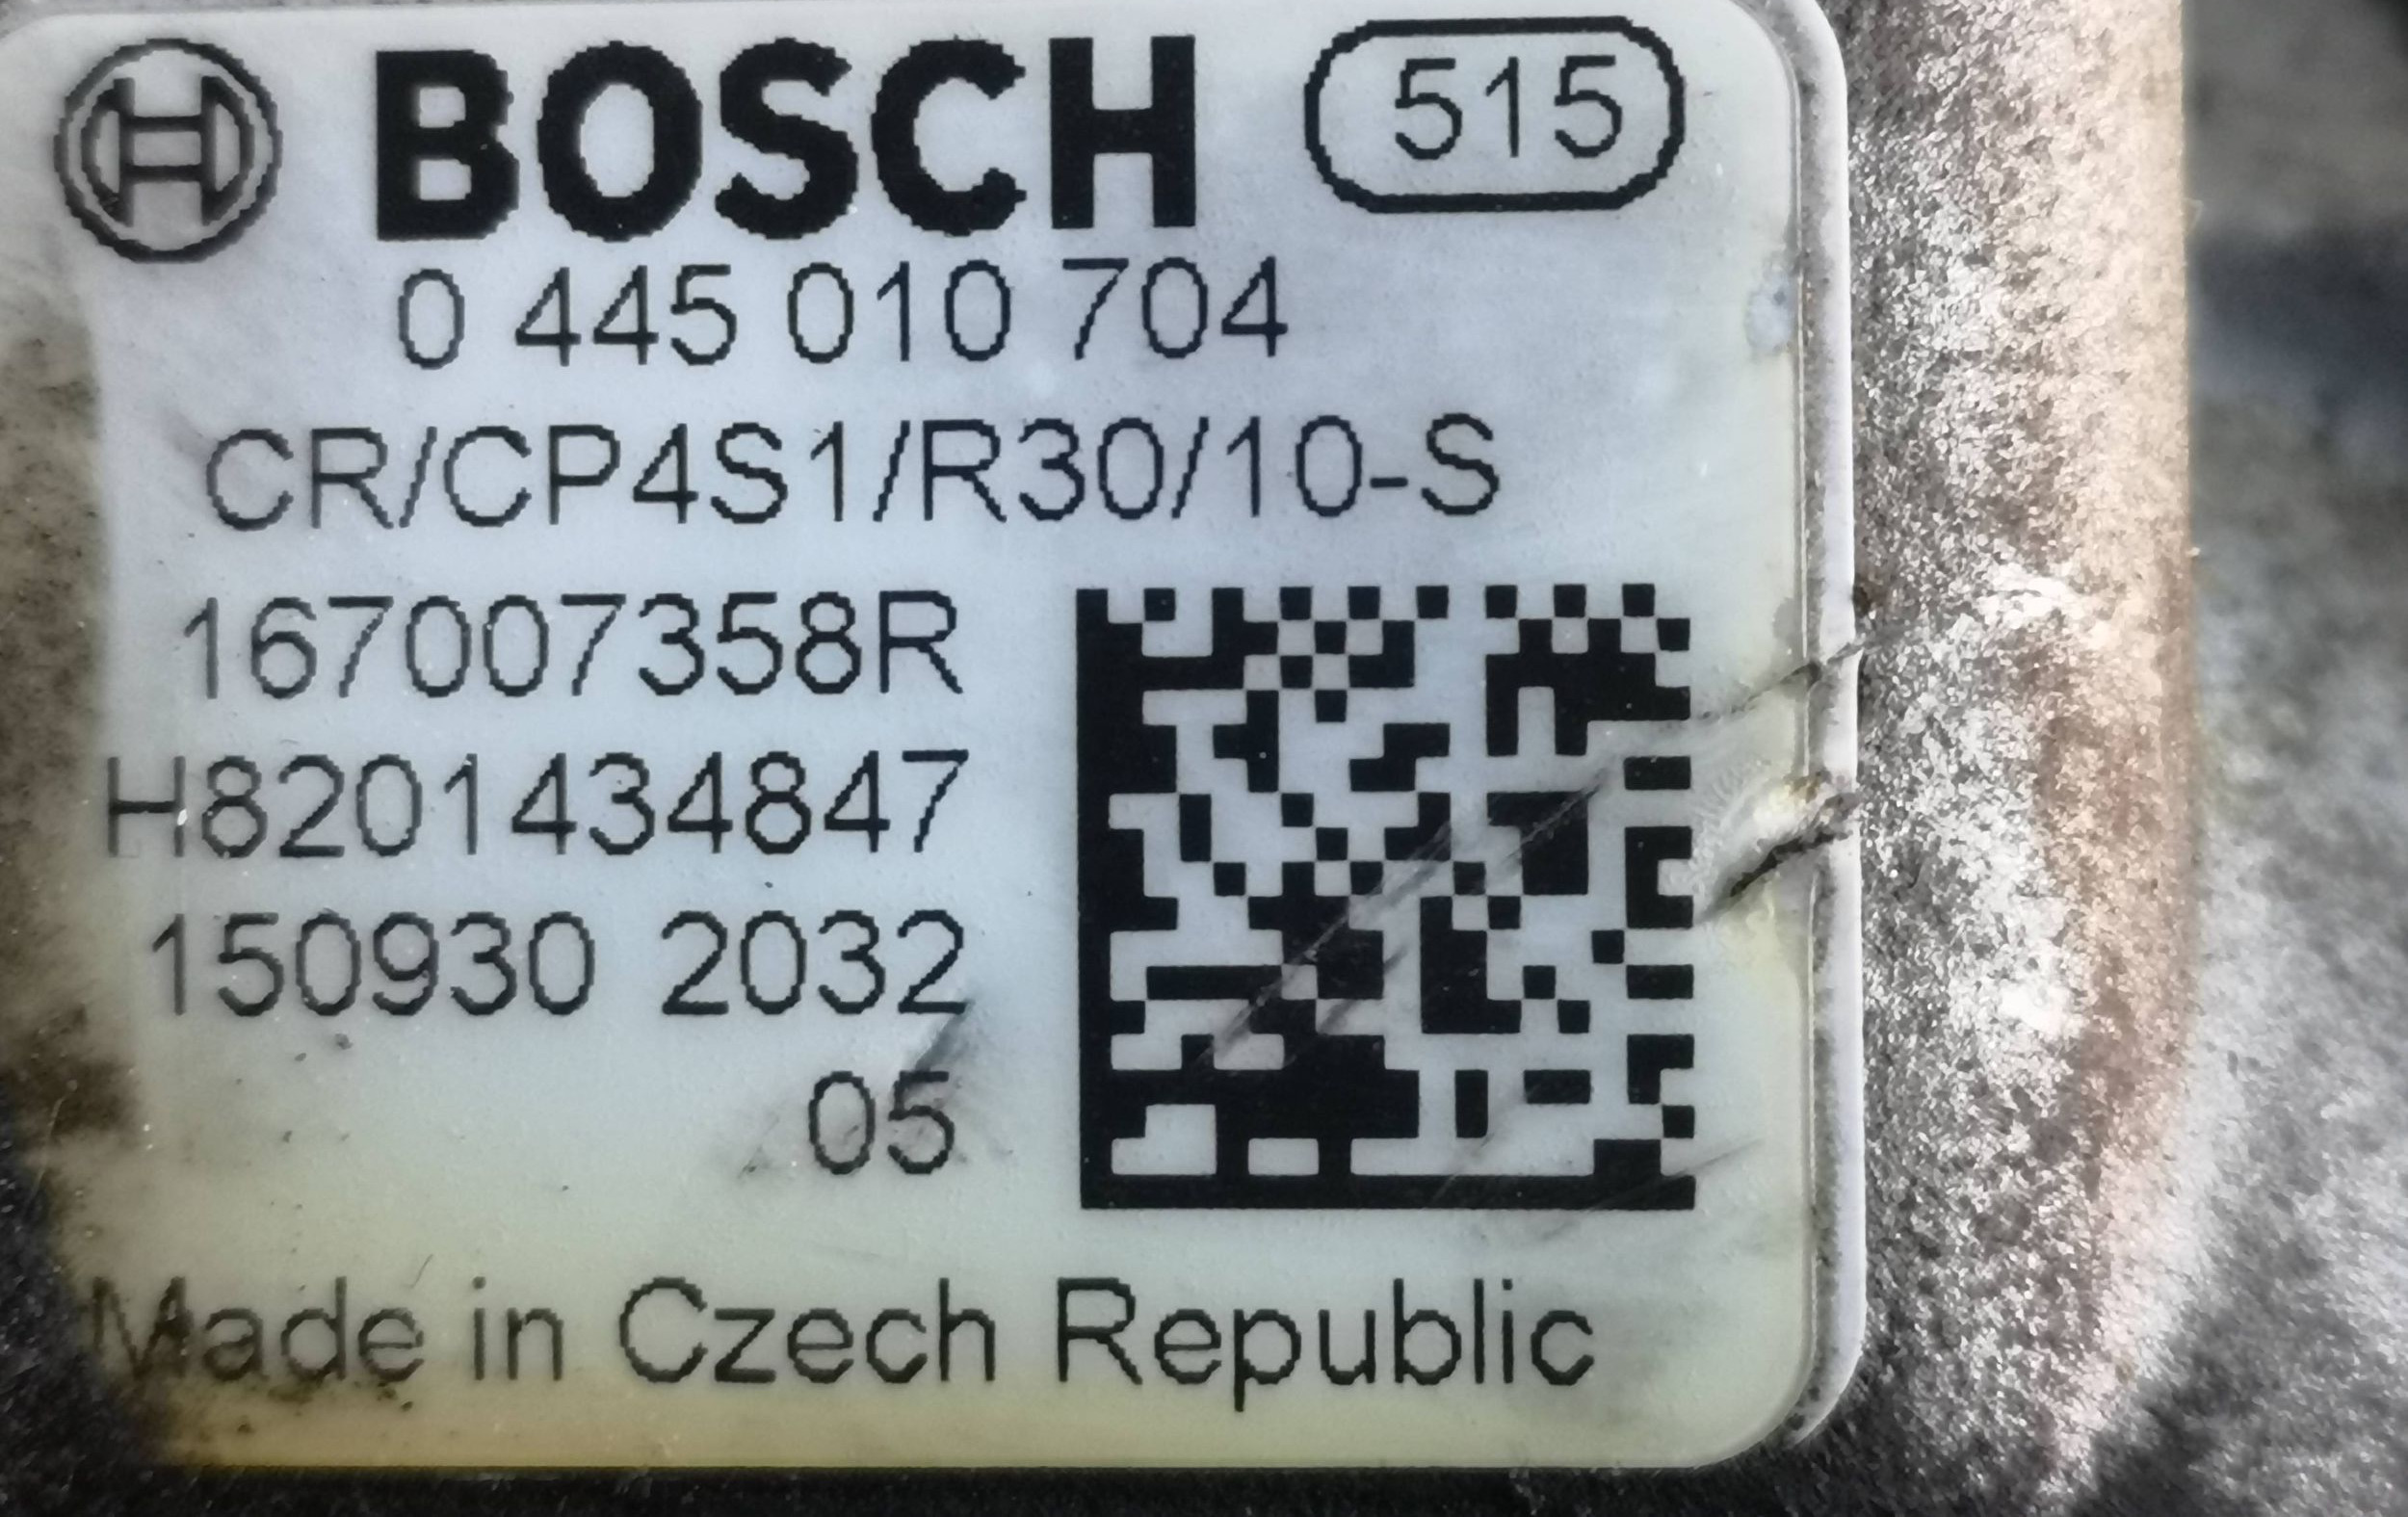 BOSCH 515
0 445 010 704
CR/CP4S1/R30/10-S
167007358R
H8201434847
150930 2032
05
Made in Czech Republic